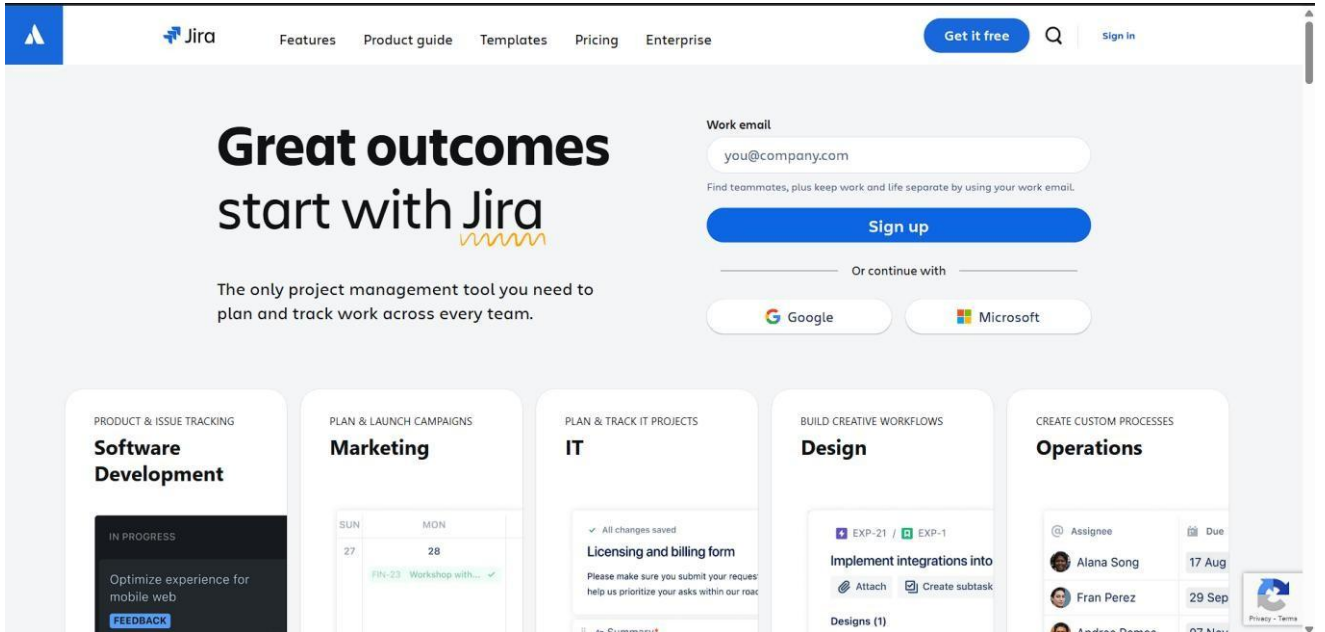 Jira
Features
Product guide
Templates
Pricing
Enterprise
Get it free
Sign in
Great outcomes
start with Jira
The only project management tool you need to
plan and track work across every team.
Work email
you@company.com
Find teammates, plus keep work and life separate by using your work email.
Sign up
Or continue with
Google
Microsoft
PRODUCT & ISSUE TRACKING
Software
Development
IN PROGRESS
Optimize experience for
mobile web
FEEDBACK
PLAN & LAUNCH CAMPAIGNS
Marketing
SUN MON
27 28
FIN-23 Workshop with...
PLAN & TRACK IT PROJECTS
IT
All changes saved
Licensing and billing form
Please make sure you submit your reques
help us prioritize your asks within our roa
BUILD CREATIVE WORKFLOWS
Design
EXP-21 / EXP-1
Implement integrations into
Attach Create subtask
Designs (1)
CREATE CUSTOM PROCESSES
Operations
Assignee Due
Alana Song 17 Aug
Fran Perez 29 Sep
Privacy - Terms